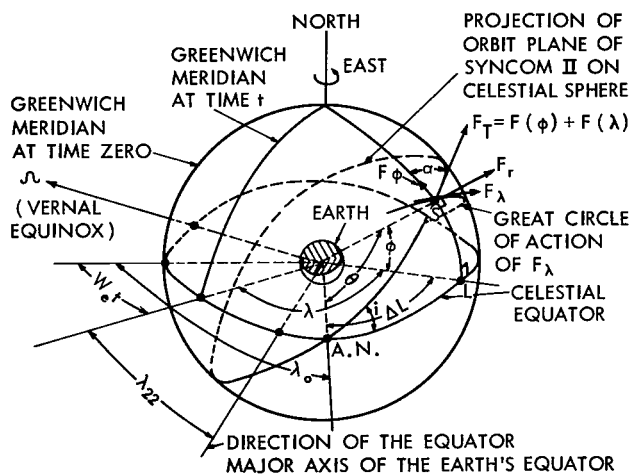 NORTH
EAST
PROJECTION OF
ORBIT PLANE OF
SYNCOM II ON
CELESTIAL SPHERE
GREENWICH
MERIDIAN
AT TIME t
GREENWICH
MERIDIAN
AT TIME ZERO
(VERNAL
EQUINOX)
F_T = F(φ) + F(λ)
F_φ
α
F_r
F_λ
GREAT CIRCLE
OF ACTION
OF F_λ
EARTH
φ
θ
λ
i
ΔL
CELESTIAL
EQUATOR
W_e t
A.N.
λ_o
λ_22
DIRECTION OF THE EQUATOR
MAJOR AXIS OF THE EARTH'S EQUATOR